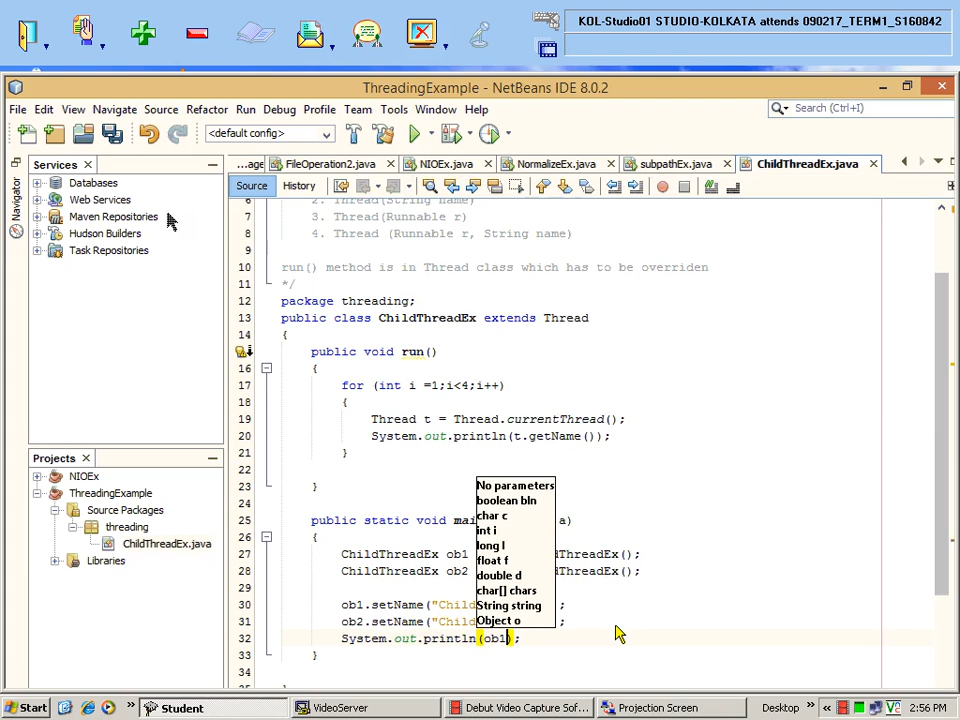 KOL-Studio01 STUDIO-KOLKATA attends 090217_TERM1_S160842
ThreadingExample - NetBeans IDE 8.0.2
File Edit View Navigate Source Refactor Run Debug Profile Team Tools Window Help
Search (Ctrl+I)
<default config>
Services
...age FileOperation2.java NIOEx.java NormalizeEx.java subpathEx.java ChildThreadEx.java
Source History
Navigator
Databases
Web Services
Maven Repositories
Hudson Builders
Task Repositories
6 2. Thread(String name)
7 3. Thread(Runnable r)
8 4. Thread (Runnable r, String name)
9
10 run() method is in Thread class which has to be overriden
11 */
12 package threading;
13 public class ChildThreadEx extends Thread
14 {
public void run()
16 {
17 for (int i =1;i<4;i++)
18 {
19 Thread t = Thread.currentThread();
20 System.out.println(t.getName());
21 }
22
23 }
24
25 public static void mai a)
26 {
27 ChildThreadEx ob1 dThreadEx();
28 ChildThreadEx ob2 dThreadEx();
29
30 ob1.setName("Child ;
31 ob2.setName("Child ;
32 System.out.println(ob1);
33 }
34
No parameters
boolean bln
char c
int i
long l
float f
double d
char[] chars
String string
Object o
Projects
NIOEx
ThreadingExample
Source Packages
threading
ChildThreadEx.java
Libraries
Start Student VideoServer Debut Video Capture Sof... Projection Screen Desktop 2:56 PM